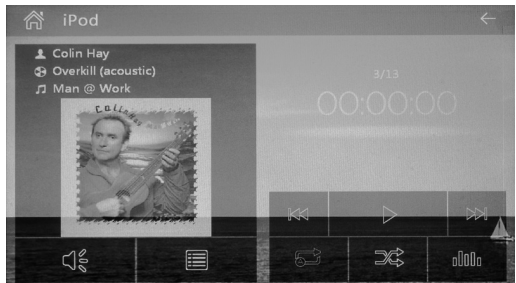 iPod
Colin Hay
Overkill (acoustic)
Man @ Work
3/13
00:00:00